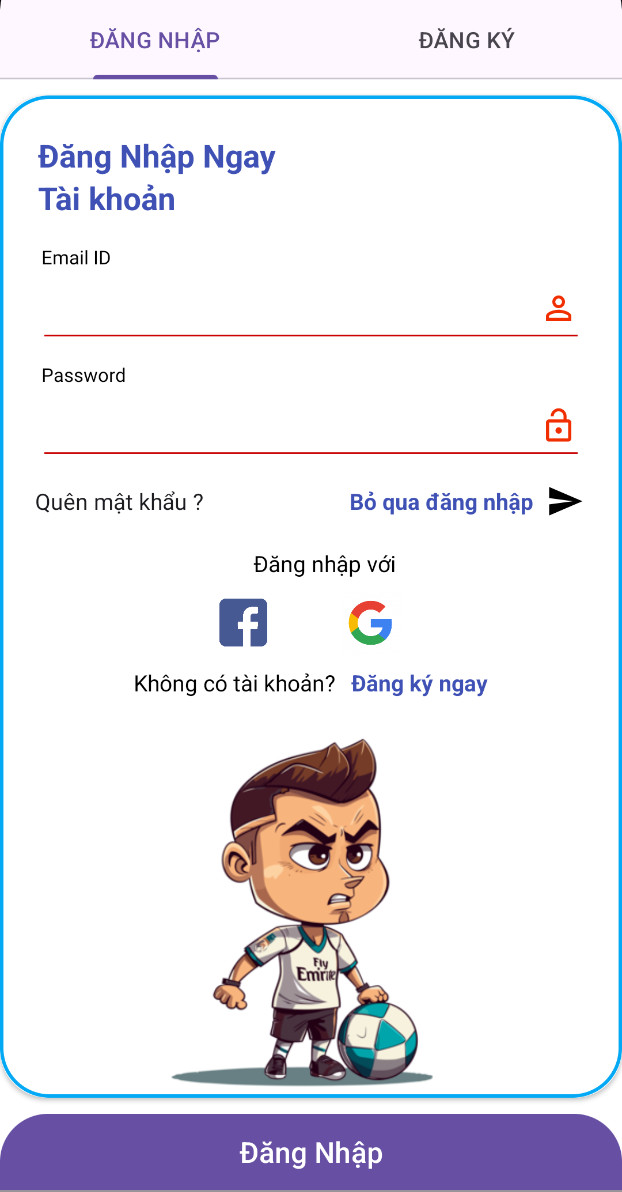 ĐĂNG NHẬP ĐĂNG KÝ
Đăng Nhập Ngay
Tài khoản
Email ID
Password
Quên mật khẩu ? Bỏ qua đăng nhập
Đăng nhập với
Không có tài khoản? Đăng ký ngay
Fly
Đăng Nhập